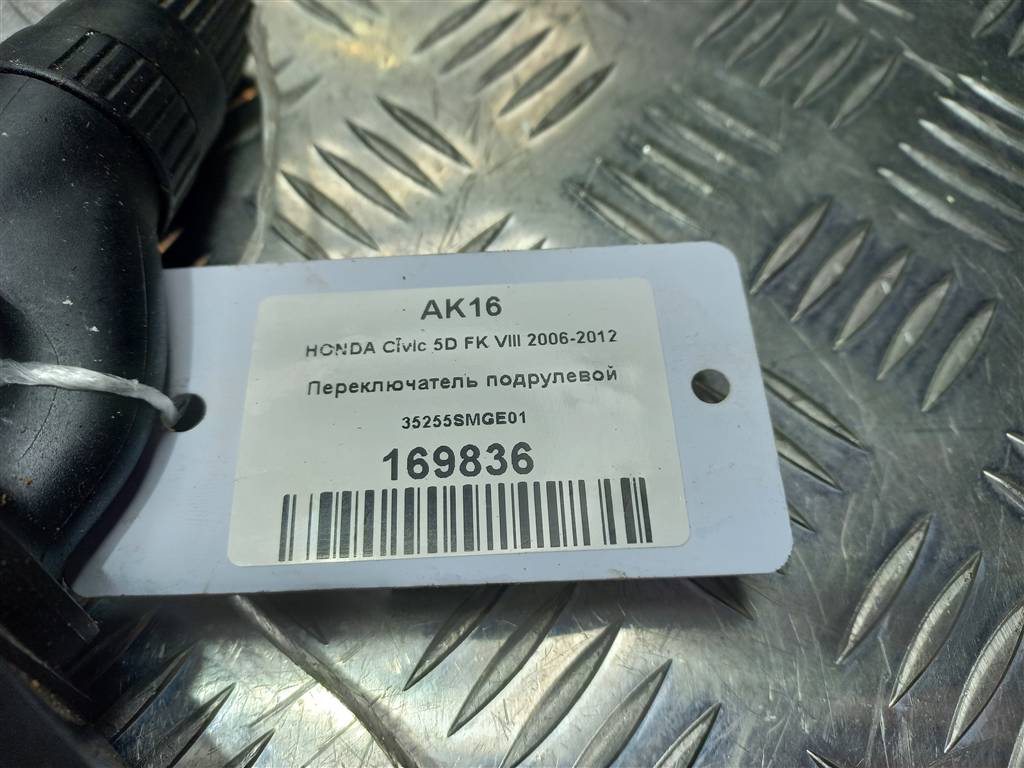 AK16
HONDA Civic 5D FK VIII 2006-2012
Переключатель подрулевой
35255SMGE01
169836